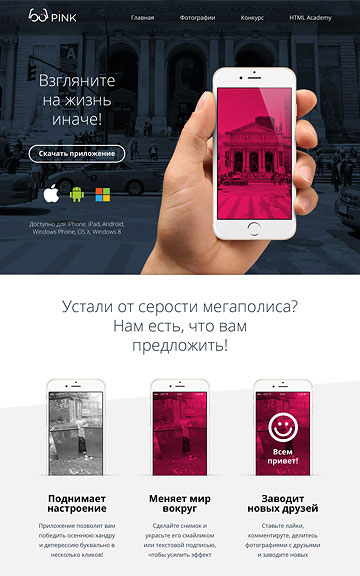 PINK
Главная Фотографии Конкурс HTML Academy
Взгляните
на жизнь
иначе!
Скачать приложение
Доступно для iPhone, iPad, Android,
Windows Phone, OS X, Windows 8
Устали от серости мегаполиса?
Нам есть, что вам
предложить!
Всем
привет!
Поднимает
настроение
Приложение позволит вам
победить осеннюю хандру
и депрессию буквально в
несколько кликов!
Меняет мир
вокруг
Сделайте снимок и
украсьте его смайликом
или текстовой подписью,
чтобы усилить эффект
Заводит
новых друзей
Ставьте лайки,
комментируте, делитесь
фотографиями с друзьями
и заводите новых